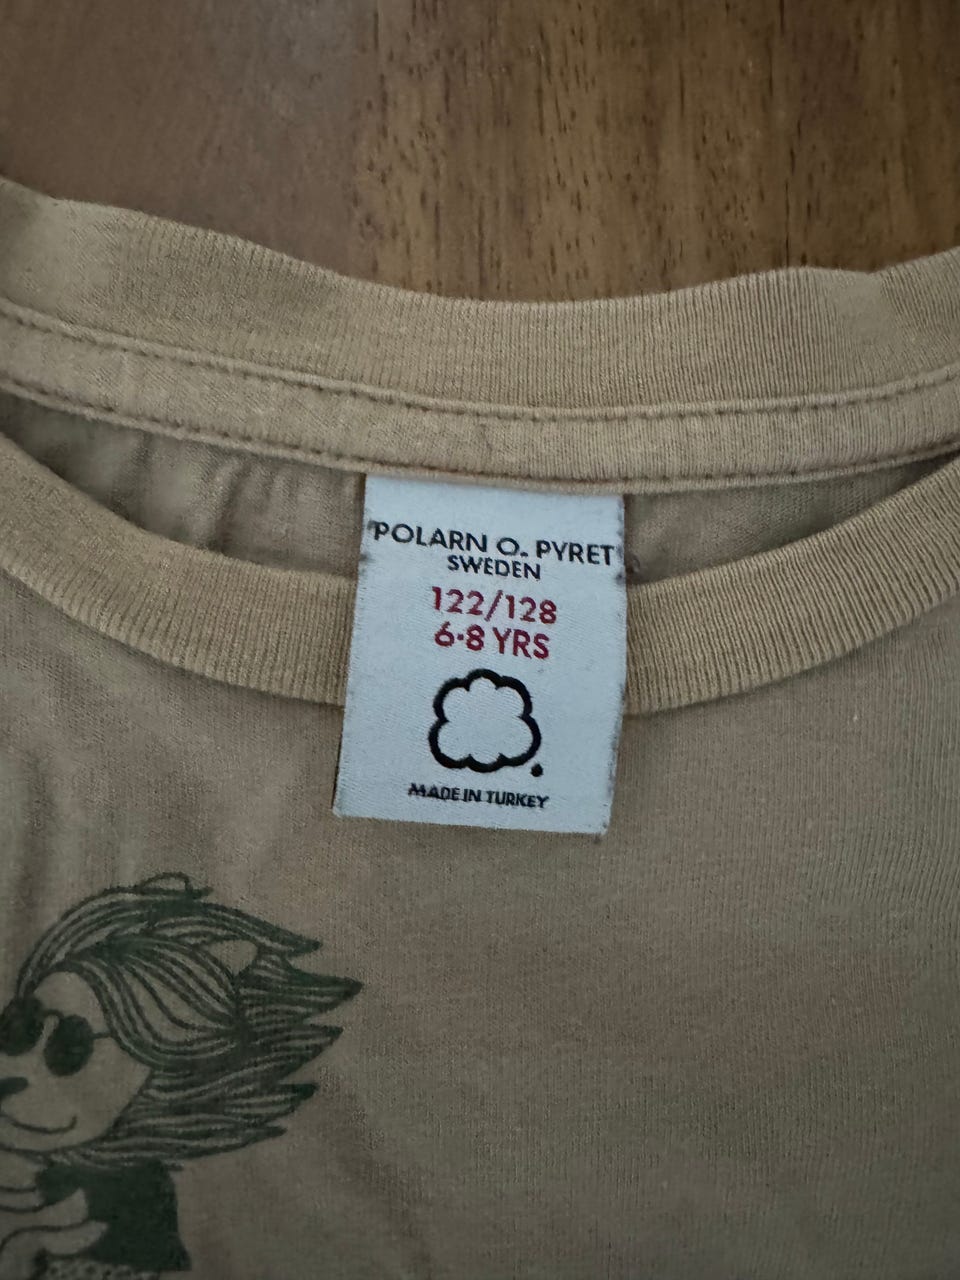 POLARN O. PYRET
SWEDEN
122/128
6-8 YRS
MADE IN TURKEY